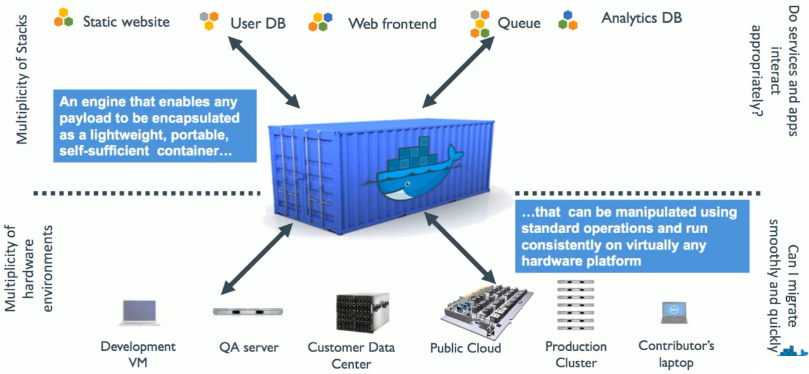 Static website
User DB
Web frontend
Queue
Analytics DB
Multiplicity of Stacks
Do services and apps
interact
appropriately?
An engine that enables any
payload to be encapsulated
as a lightweight, portable,
self-sufficient container…
…that can be manipulated using
standard operations and run
consistently on virtually any
hardware platform
Multiplicity of
hardware
environments
Can I migrate
smoothly and quickly
Development
VM
QA server
Customer Data
Center
Public Cloud
Production
Cluster
Contributor's
laptop